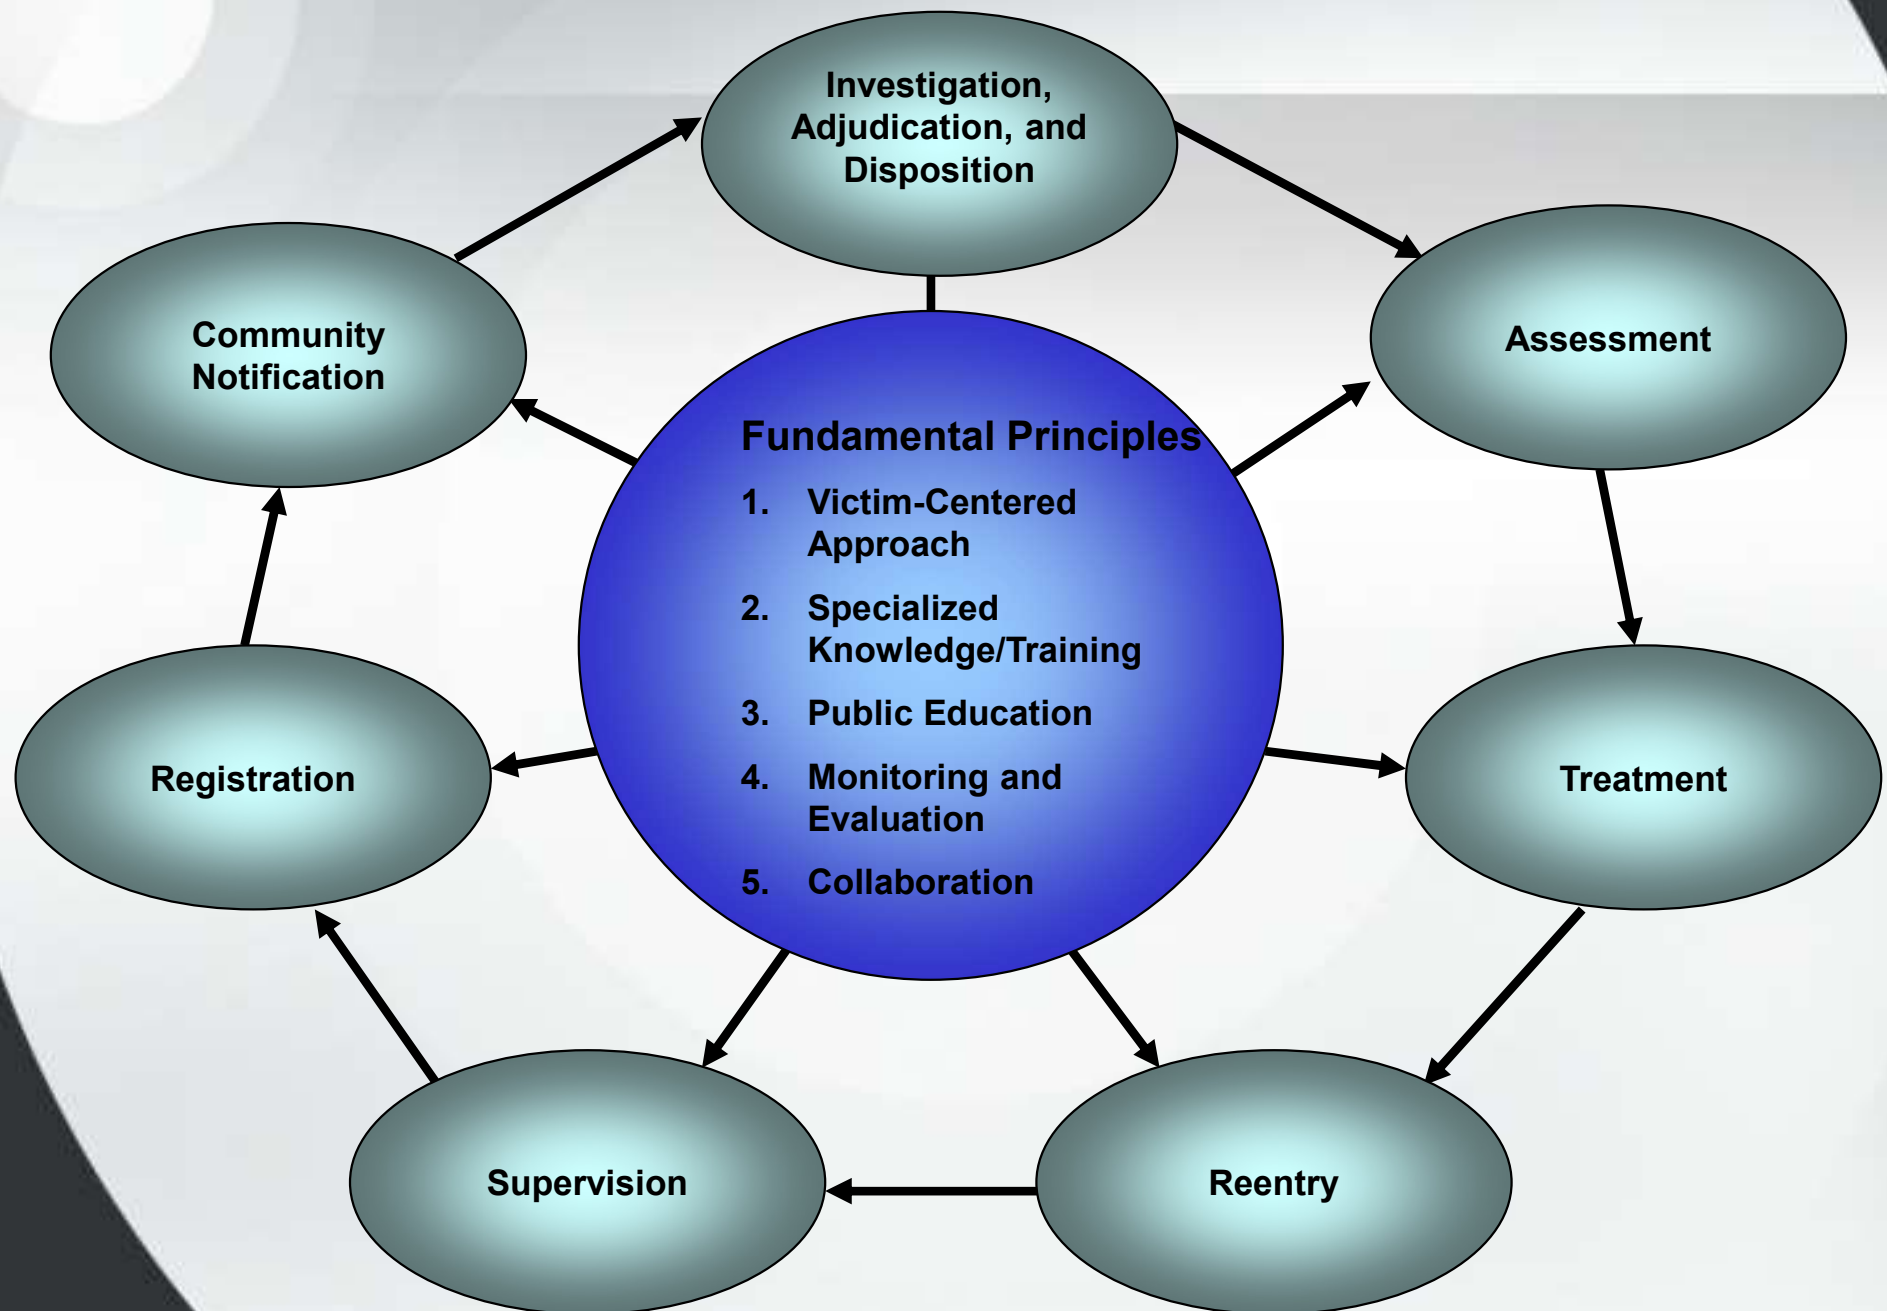 Investigation,
Adjudication, and
Disposition
Community
Notification
Assessment
Fundamental Principles
1. Victim-Centered
Approach
2. Specialized
Knowledge/Training
3. Public Education
4. Monitoring and
Evaluation
5. Collaboration
Registration
Treatment
Supervision
Reentry